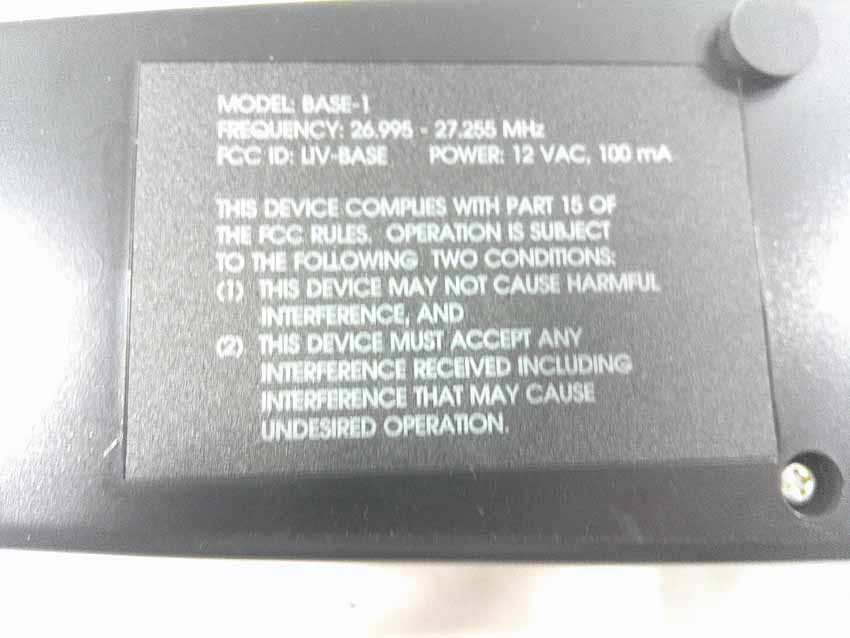 MODEL: BASE-1
FREQUENCY: 26.995 - 27.255 MHz
FCC ID: LIV-BASE POWER: 12 VAC, 100 mA
THIS DEVICE COMPLIES WITH PART 15 OF
THE FCC RULES. OPERATION IS SUBJECT
TO THE FOLLOWING TWO CONDITIONS:
(1) THIS DEVICE MAY NOT CAUSE HARMFUL
INTERFERENCE, AND
(2) THIS DEVICE MUST ACCEPT ANY
INTERFERENCE RECEIVED INCLUDING
INTERFERENCE THAT MAY CAUSE
UNDESIRED OPERATION.